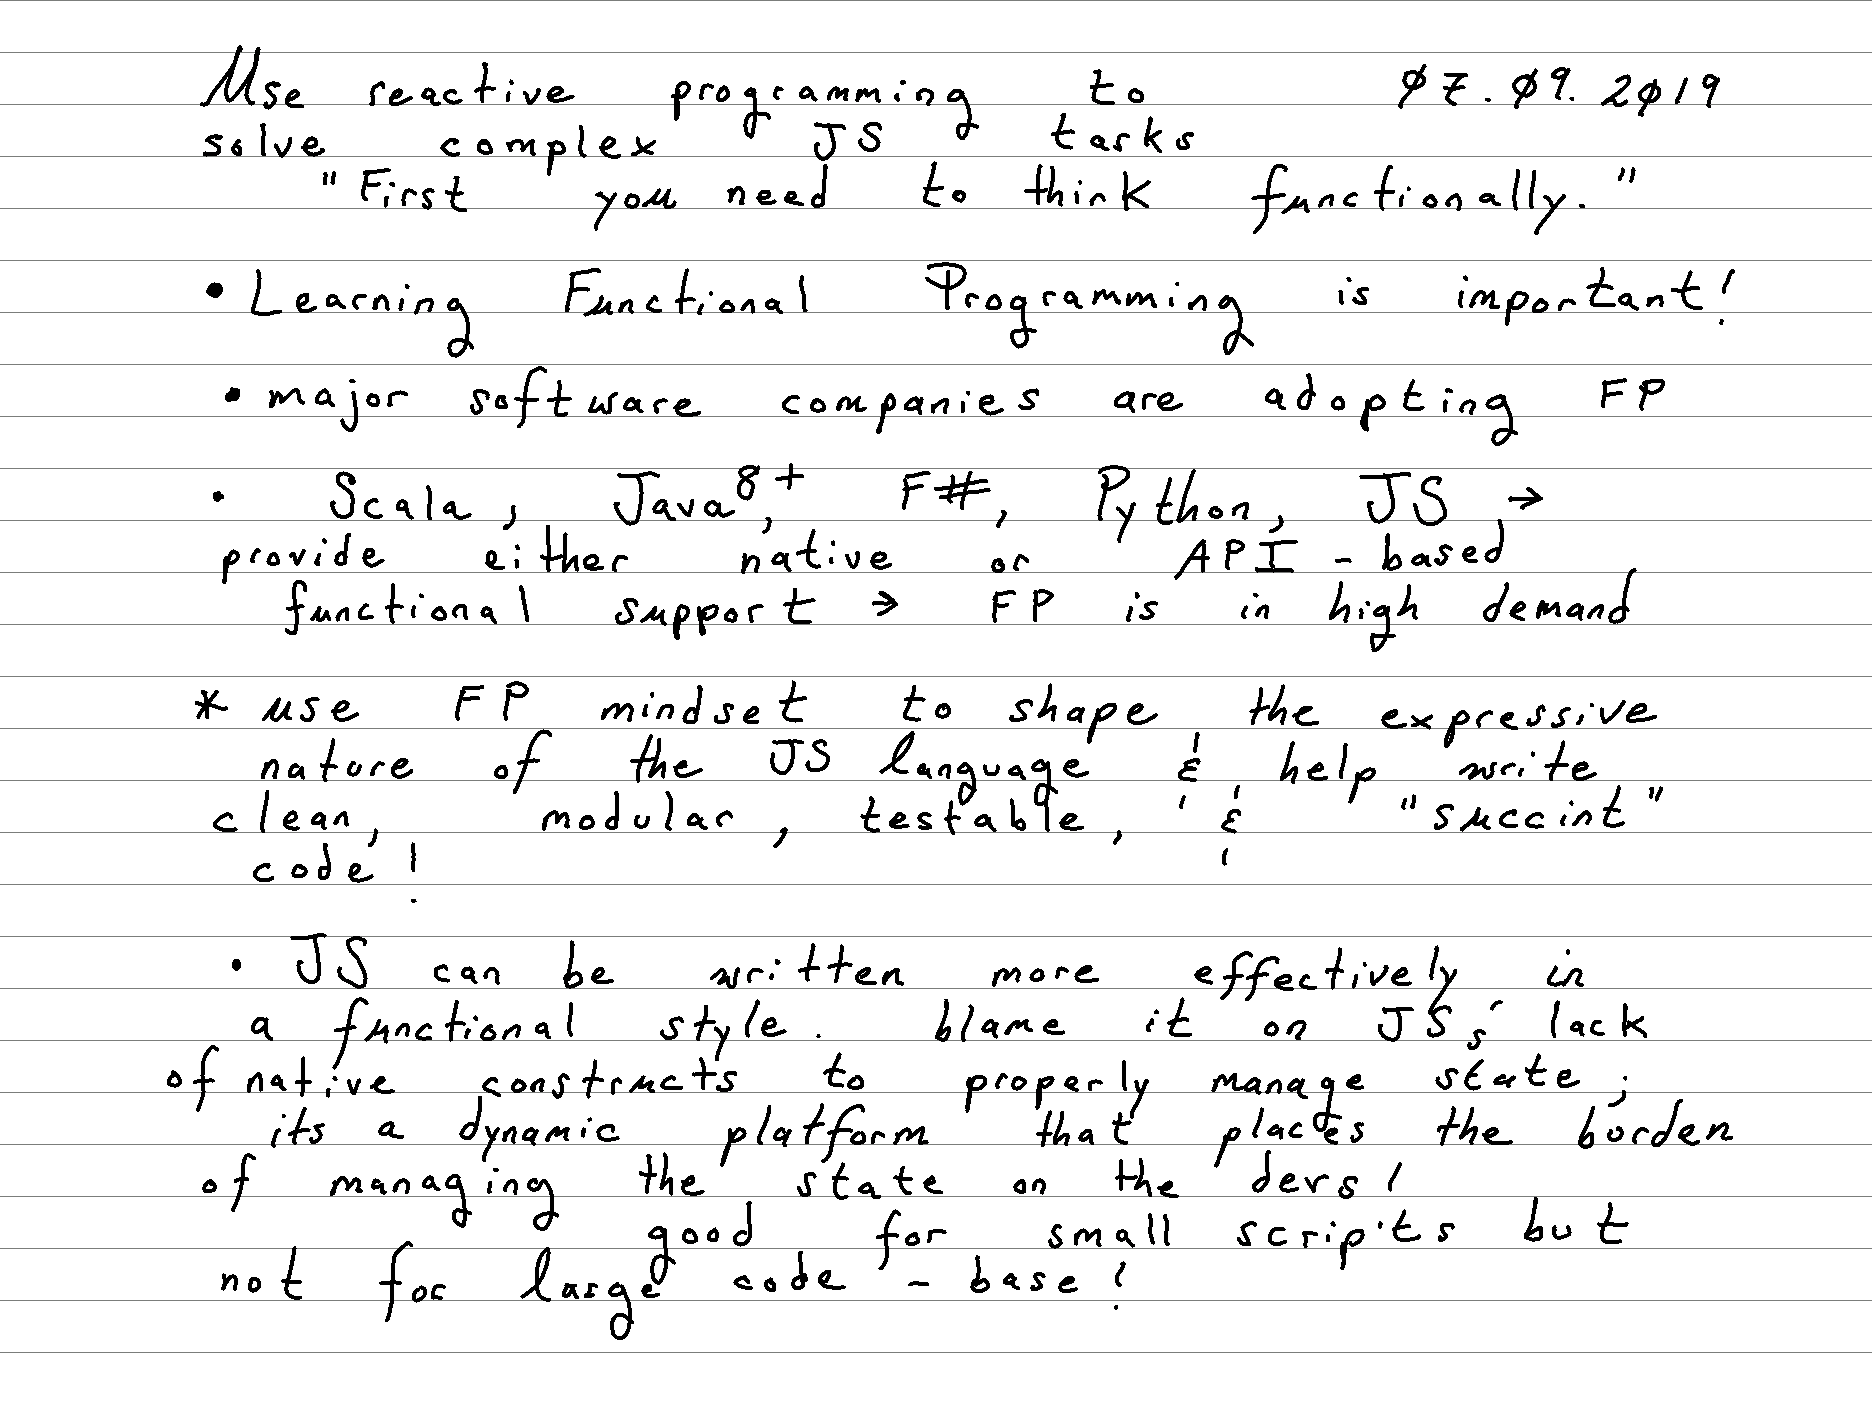 Use reactive programming to 07.09.2019
solve complex JS tasks
"First you need to think functionally."
• Learning Functional Programming is important!
• major software companies are adopting FP
• Scala, Java 8+, F#, Python, JS, →
provide either native or API - based
functional support → FP is in high demand
* use FP mindset to shape the expressive
nature of the JS language & help write
clean, modular, testable, & "succint"
code!
• JS can be written more effectively in
a functional style. blame it on JSs' lack
of native constructs to properly manage state;
its a dynamic platform that places the burden
of managing the state on the devs!
good for small scripts but
not for large code - base!